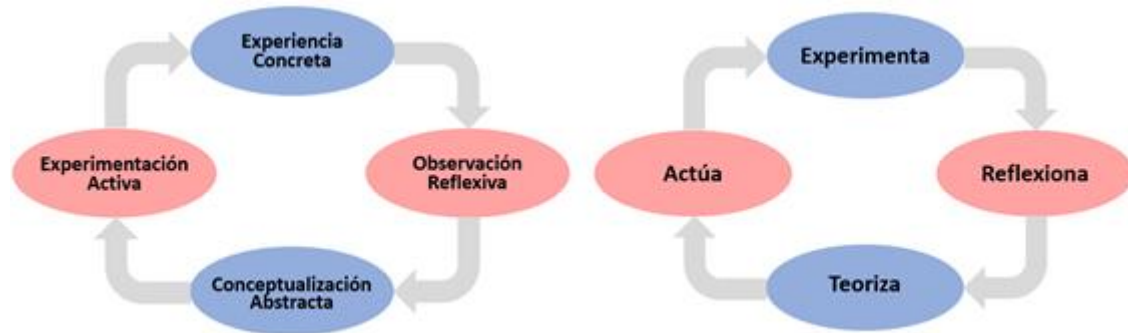 Experiencia
Concreta
Experimentación
Activa
Observación
Reflexiva
Conceptualización
Abstracta
Experimenta
Actúa
Reflexiona
Teoriza